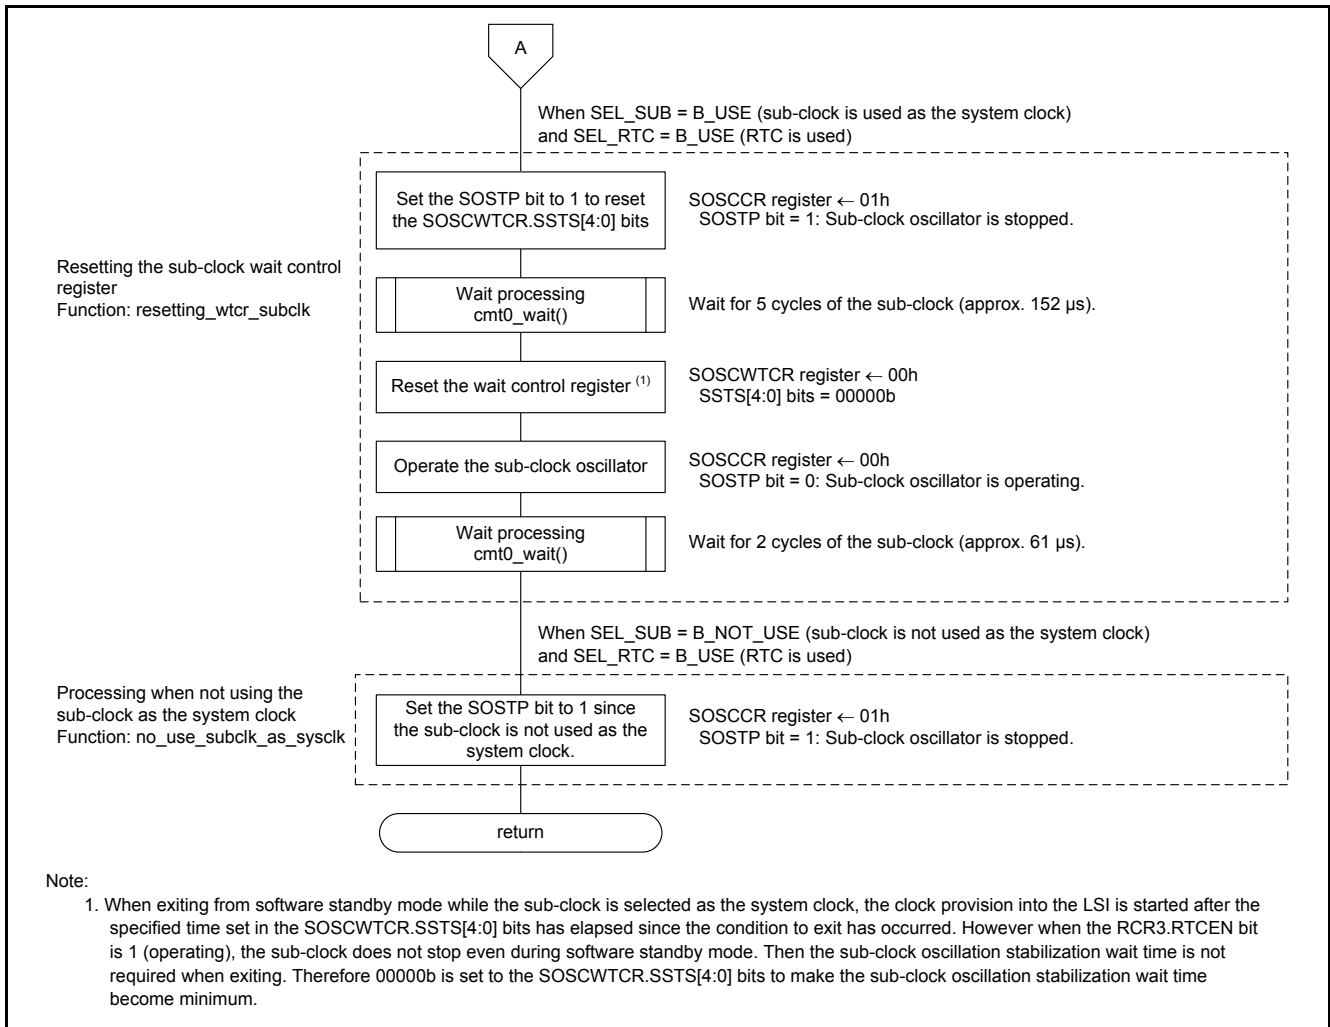 A
When SEL_SUB = B_USE (sub-clock is used as the system clock)
and SEL_RTC = B_USE (RTC is used)
Set the SOSTP bit to 1 to reset
the SOSCWTCR.SSTS[4:0] bits
SOSCCR register ← 01h
SOSTP bit = 1: Sub-clock oscillator is stopped.
Resetting the sub-clock wait control
register
Function: resetting_wtcr_subclk
Wait processing
cmt0_wait()
Wait for 5 cycles of the sub-clock (approx. 152 µs).
Reset the wait control register (1)
SOSCWTCR register ← 00h
SSTS[4:0] bits = 00000b
Operate the sub-clock oscillator
SOSCCR register ← 00h
SOSTP bit = 0: Sub-clock oscillator is operating.
Wait processing
cmt0_wait()
Wait for 2 cycles of the sub-clock (approx. 61 µs).
When SEL_SUB = B_NOT_USE (sub-clock is not used as the system clock)
and SEL_RTC = B_USE (RTC is used)
Processing when not using the
sub-clock as the system clock
Function: no_use_subclk_as_sysclk
Set the SOSTP bit to 1 since
the sub-clock is not used as the
system clock.
SOSCCR register ← 01h
SOSTP bit = 1: Sub-clock oscillator is stopped.
return
Note:
1. When exiting from software standby mode while the sub-clock is selected as the system clock, the clock provision into the LSI is started after the
specified time set in the SOSCWTCR.SSTS[4:0] bits has elapsed since the condition to exit has occurred. However when the RCR3.RTCEN bit
is 1 (operating), the sub-clock does not stop even during software standby mode. Then the sub-clock oscillation stabilization wait time is not
required when exiting. Therefore 00000b is set to the SOSCWTCR.SSTS[4:0] bits to make the sub-clock oscillation stabilization wait time
become minimum.